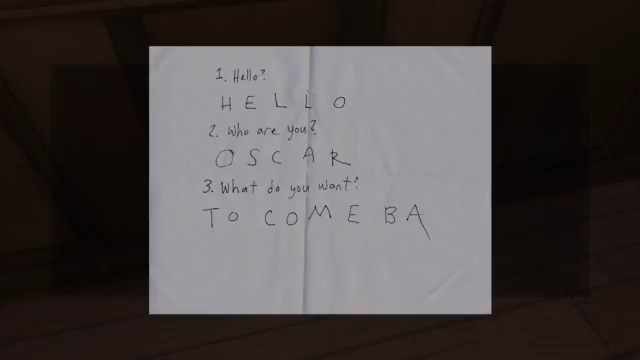 1. Hello?
H E L L O
2. Who are you?
O S C A R
3. What do you want?
T O C O M E B A